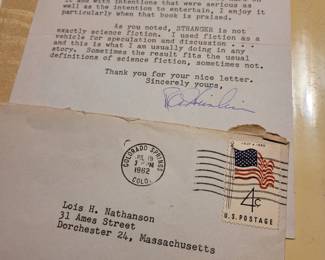 it and with intentions that were serious as
well as the intention to entertain, I enjoy it
particularly when that book is praised.
As you noted, STRANGER is not
exactly science fiction. I used fiction as a
vehicle for speculation and discussion . . .
and this is what I am usually doing in any
story. Sometimes the result fits the usual
definitions of science fiction, sometimes not.
Thank you for your nice letter.
Sincerely yours,
COLORADO SPRINGS
COLO.
1962
PM
4¢
U.S. POSTAGE
Lois H. Nathanson
31 Ames Street
Dorchester 24, Massachusetts